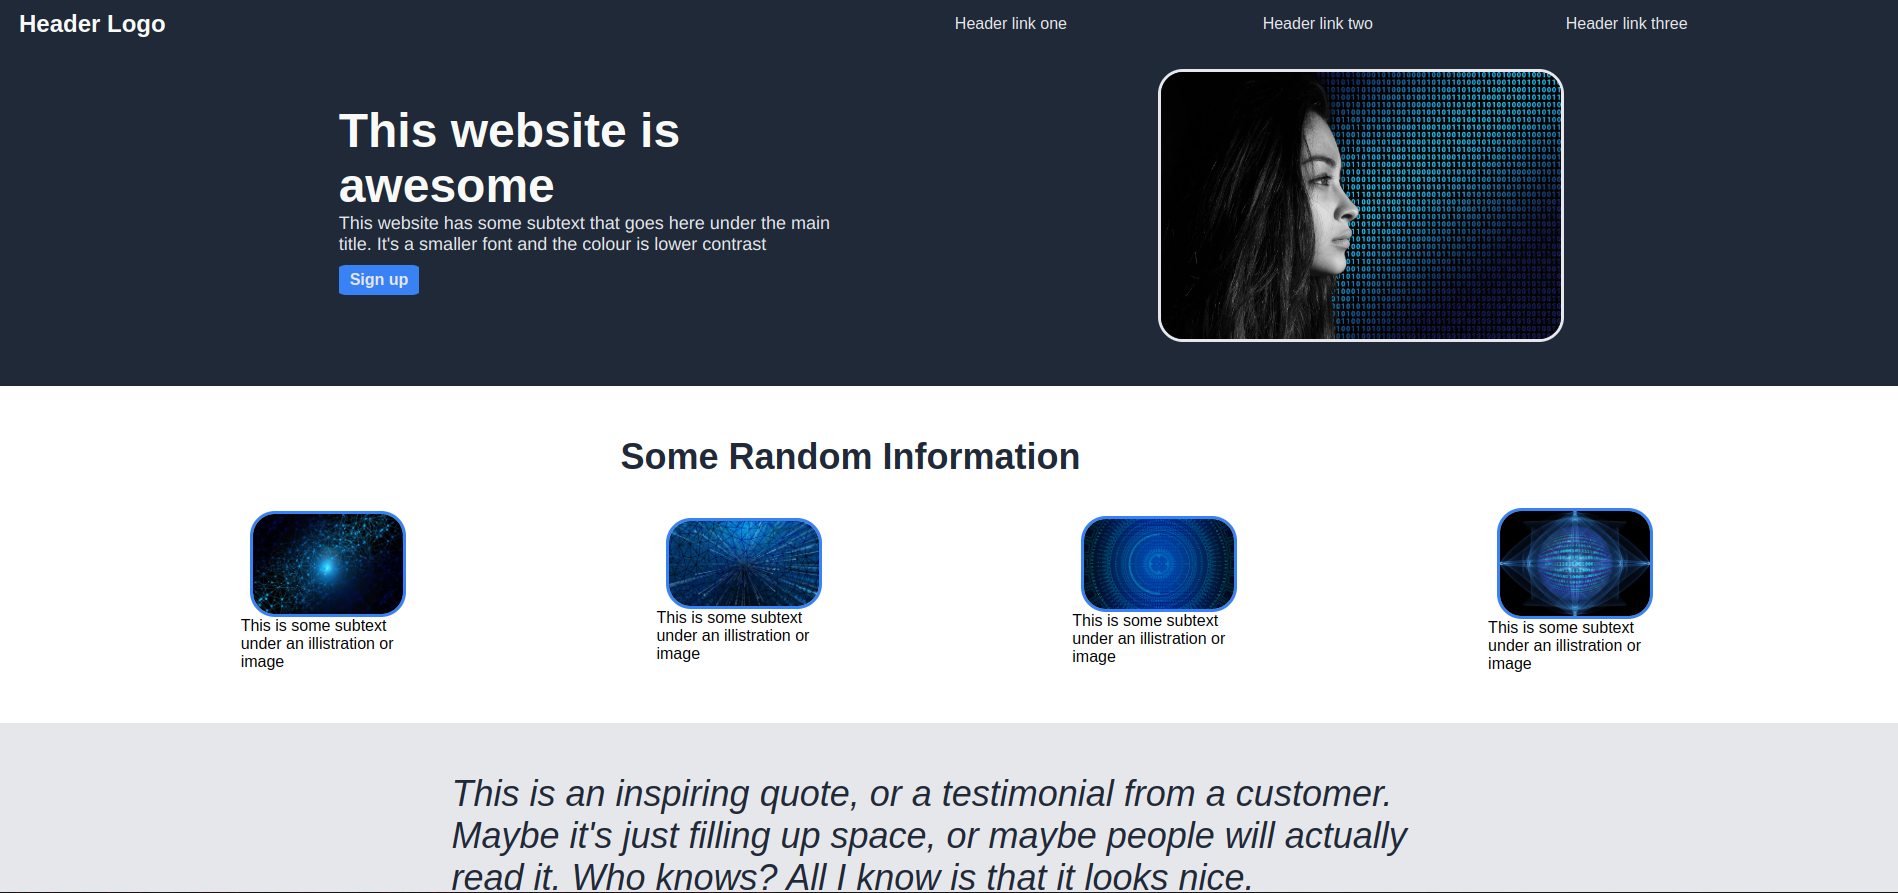 Header Logo
Header link one
Header link two
Header link three
This website is
awesome
This website has some subtext that goes here under the main
title. It's a smaller font and the colour is lower contrast
Sign up
Some Random Information
This is some subtext
under an illistration or
image
This is some subtext
under an illistration or
image
This is some subtext
under an illistration or
image
This is some subtext
under an illistration or
image
This is an inspiring quote, or a testimonial from a customer.
Maybe it's just filling up space, or maybe people will actually
read it. Who knows? All I know is that it looks nice.